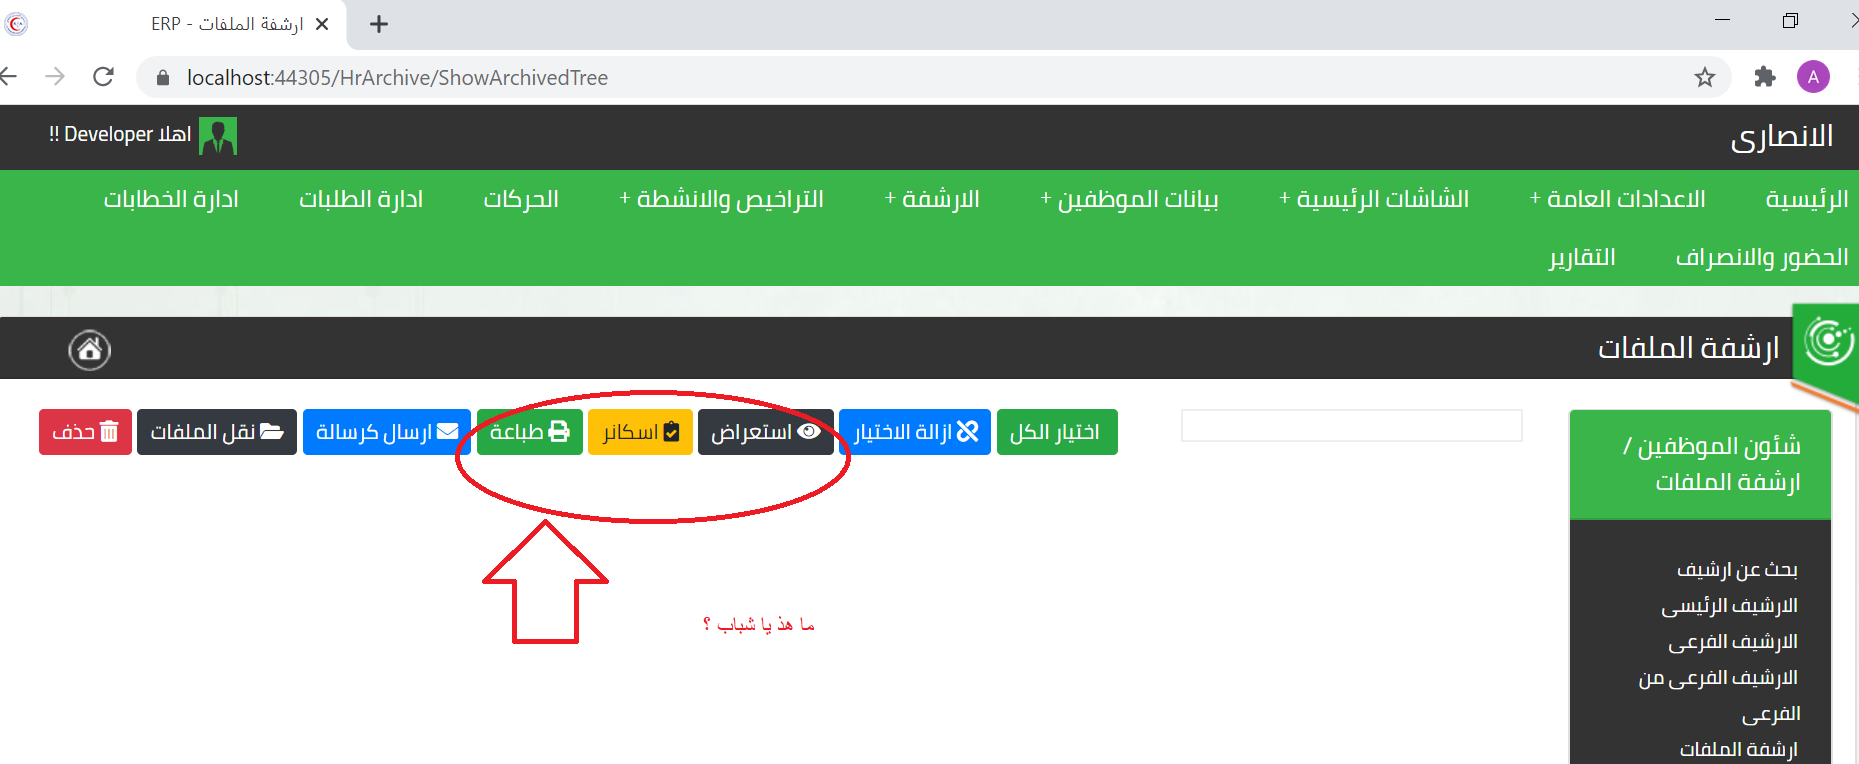 ارشفة الملفات - ERP
localhost:44305/HrArchive/ShowArchivedTree
A
الانصارى
اهلا Developer !!
الرئيسية الاعدادات العامة + الشاشات الرئيسية + بيانات الموظفين + الارشفة + التراخيص والانشطة + الحركات ادارة الطلبات ادارة الخطابات
الحضور والانصراف التقارير
ارشفة الملفات
شئون الموظفين /
ارشفة الملفات
اختيار الكل ازالة الاختيار استعراض اسكانر طباعة ارسال كرسالة نقل الملفات حذف
بحث عن ارشيف
الارشيف الرئيسى
الارشيف الفرعى
الارشيف الفرعى من
الفرعى
ارشفة الملفات
ما هذ يا شباب ؟